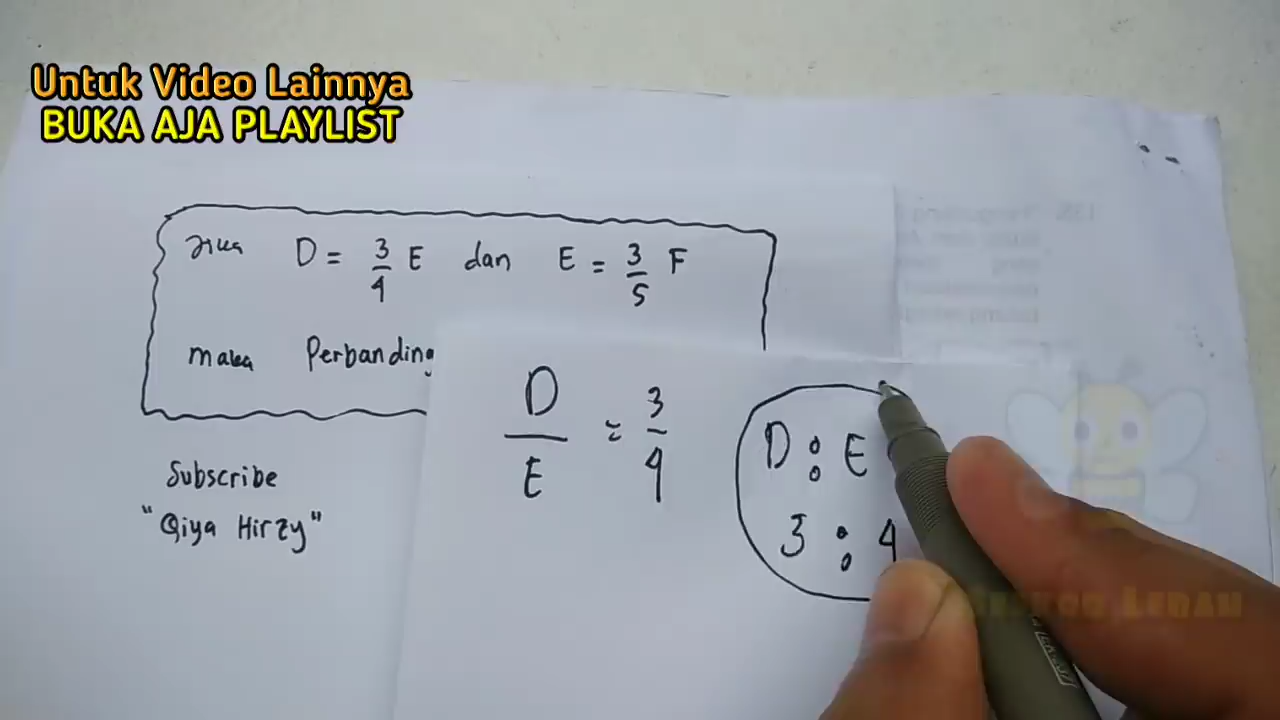 Untuk Video Lainnya
BUKA AJA PLAYLIST
Jika D = 3/4 E dan E = 3/5 F
maka Perbanding
D/E = 3/4
D : E
3 : 4
Subscribe
"Qiya Hirzy"